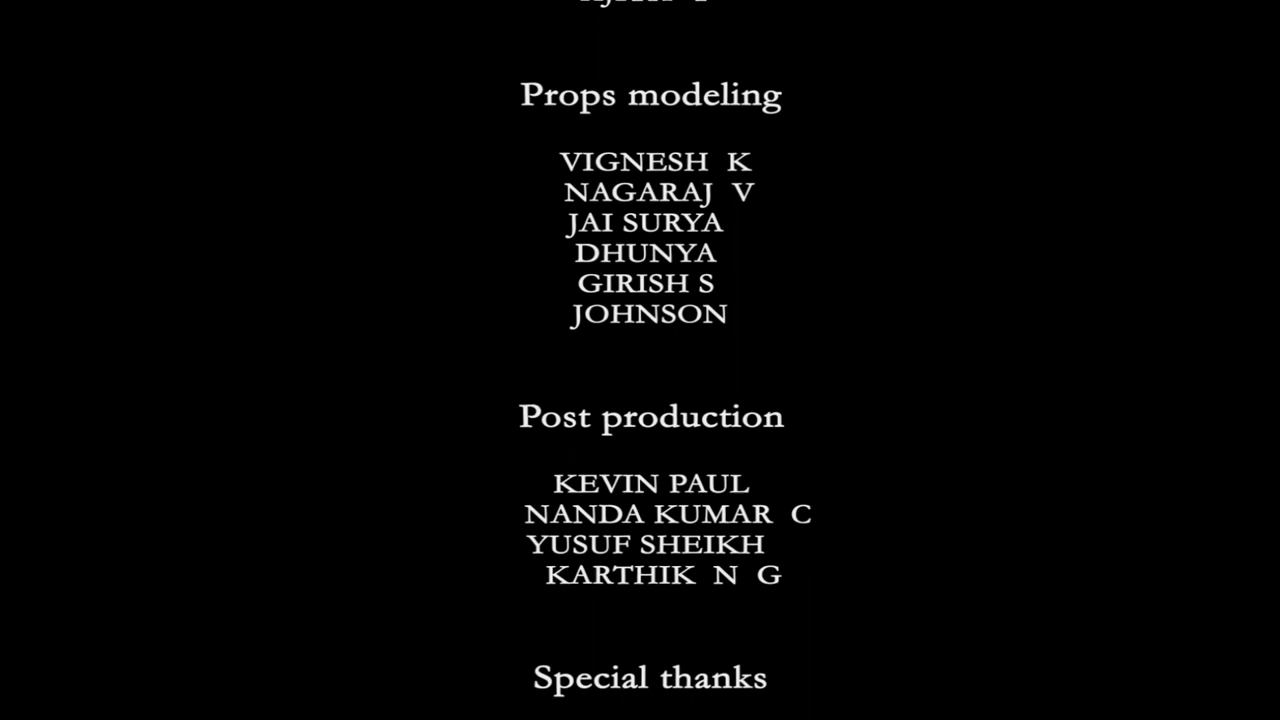 Props modeling
VIGNESH K
NAGARAJ V
JAI SURYA
DHUNYA
GIRISH S
JOHNSON
Post production
KEVIN PAUL
NANDA KUMAR C
YUSUF SHEIKH
KARTHIK N G
Special thanks